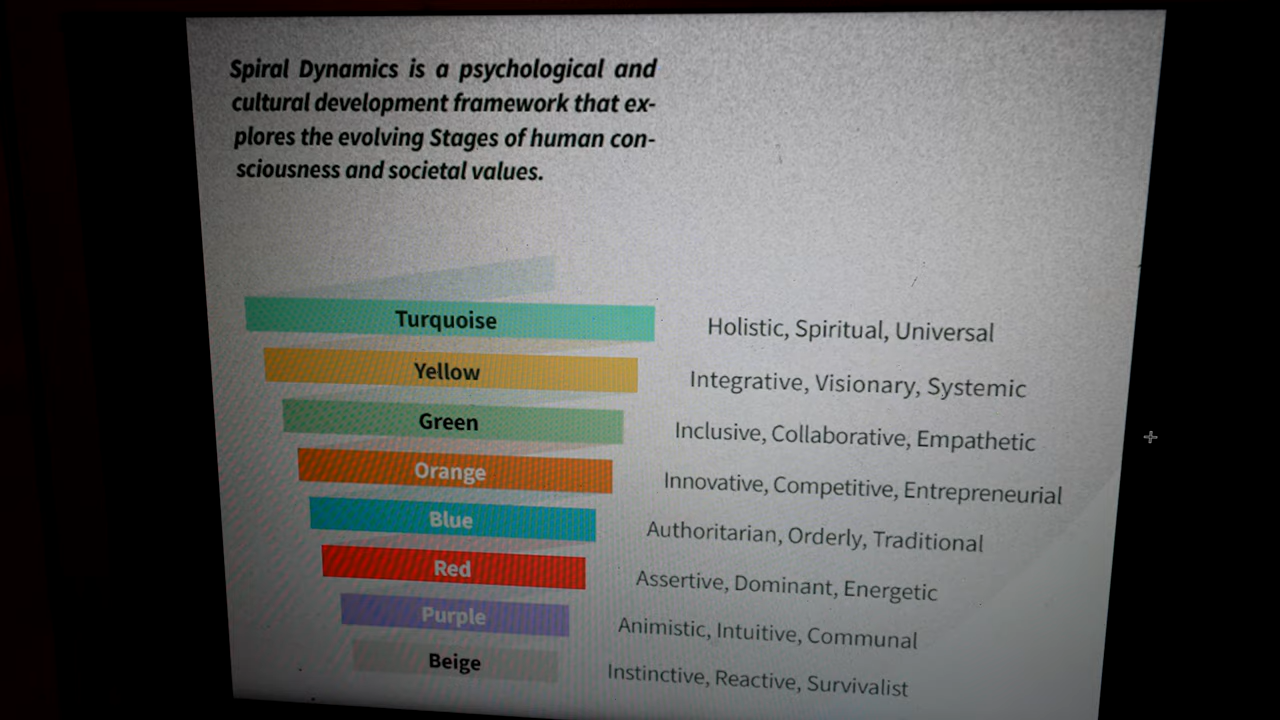 Spiral Dynamics is a psychological and
cultural development framework that ex-
plores the evolving Stages of human con-
sciousness and societal values.
Turquoise
Holistic, Spiritual, Universal
Yellow
Integrative, Visionary, Systemic
Green
Inclusive, Collaborative, Empathetic
Orange
Innovative, Competitive, Entrepreneurial
Blue
Authoritarian, Orderly, Traditional
Red
Assertive, Dominant, Energetic
Purple
Animistic, Intuitive, Communal
Beige
Instinctive, Reactive, Survivalist